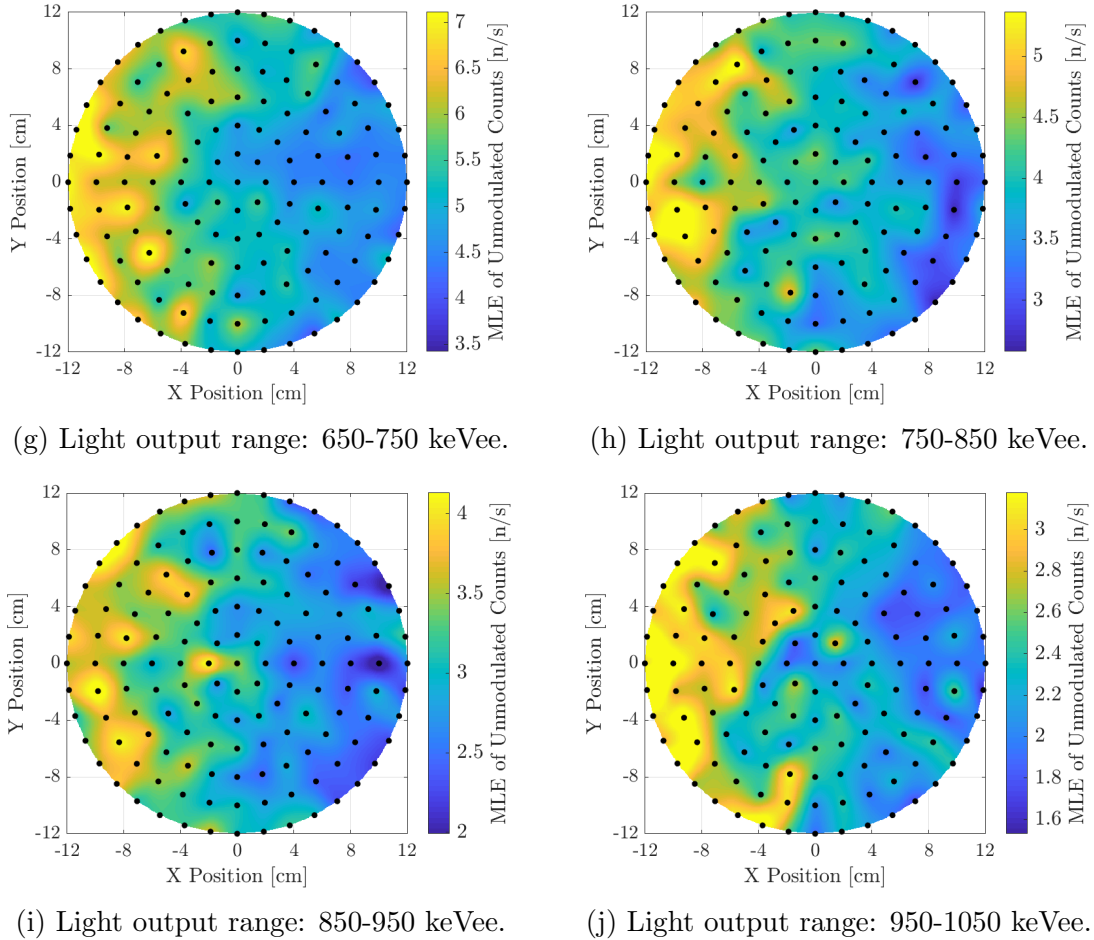 12
8
4
0
-4
-8
-12
-12 -8 -4 0 4 8 12
X Position [cm]
Y Position [cm]
7
6.5
6
5.5
5
4.5
4
3.5
MLE of Unmodulated Counts [n/s]
(g) Light output range: 650-750 keVee.
12
8
4
0
-4
-8
-12
-12 -8 -4 0 4 8 12
X Position [cm]
Y Position [cm]
5
4.5
4
3.5
3
MLE of Unmodulated Counts [n/s]
(h) Light output range: 750-850 keVee.
12
8
4
0
-4
-8
-12
-12 -8 -4 0 4 8 12
X Position [cm]
Y Position [cm]
4
3.5
3
2.5
2
MLE of Unmodulated Counts [n/s]
(i) Light output range: 850-950 keVee.
12
8
4
0
-4
-8
-12
-12 -8 -4 0 4 8 12
X Position [cm]
Y Position [cm]
3
2.8
2.6
2.4
2.2
2
1.8
1.6
MLE of Unmodulated Counts [n/s]
(j) Light output range: 950-1050 keVee.